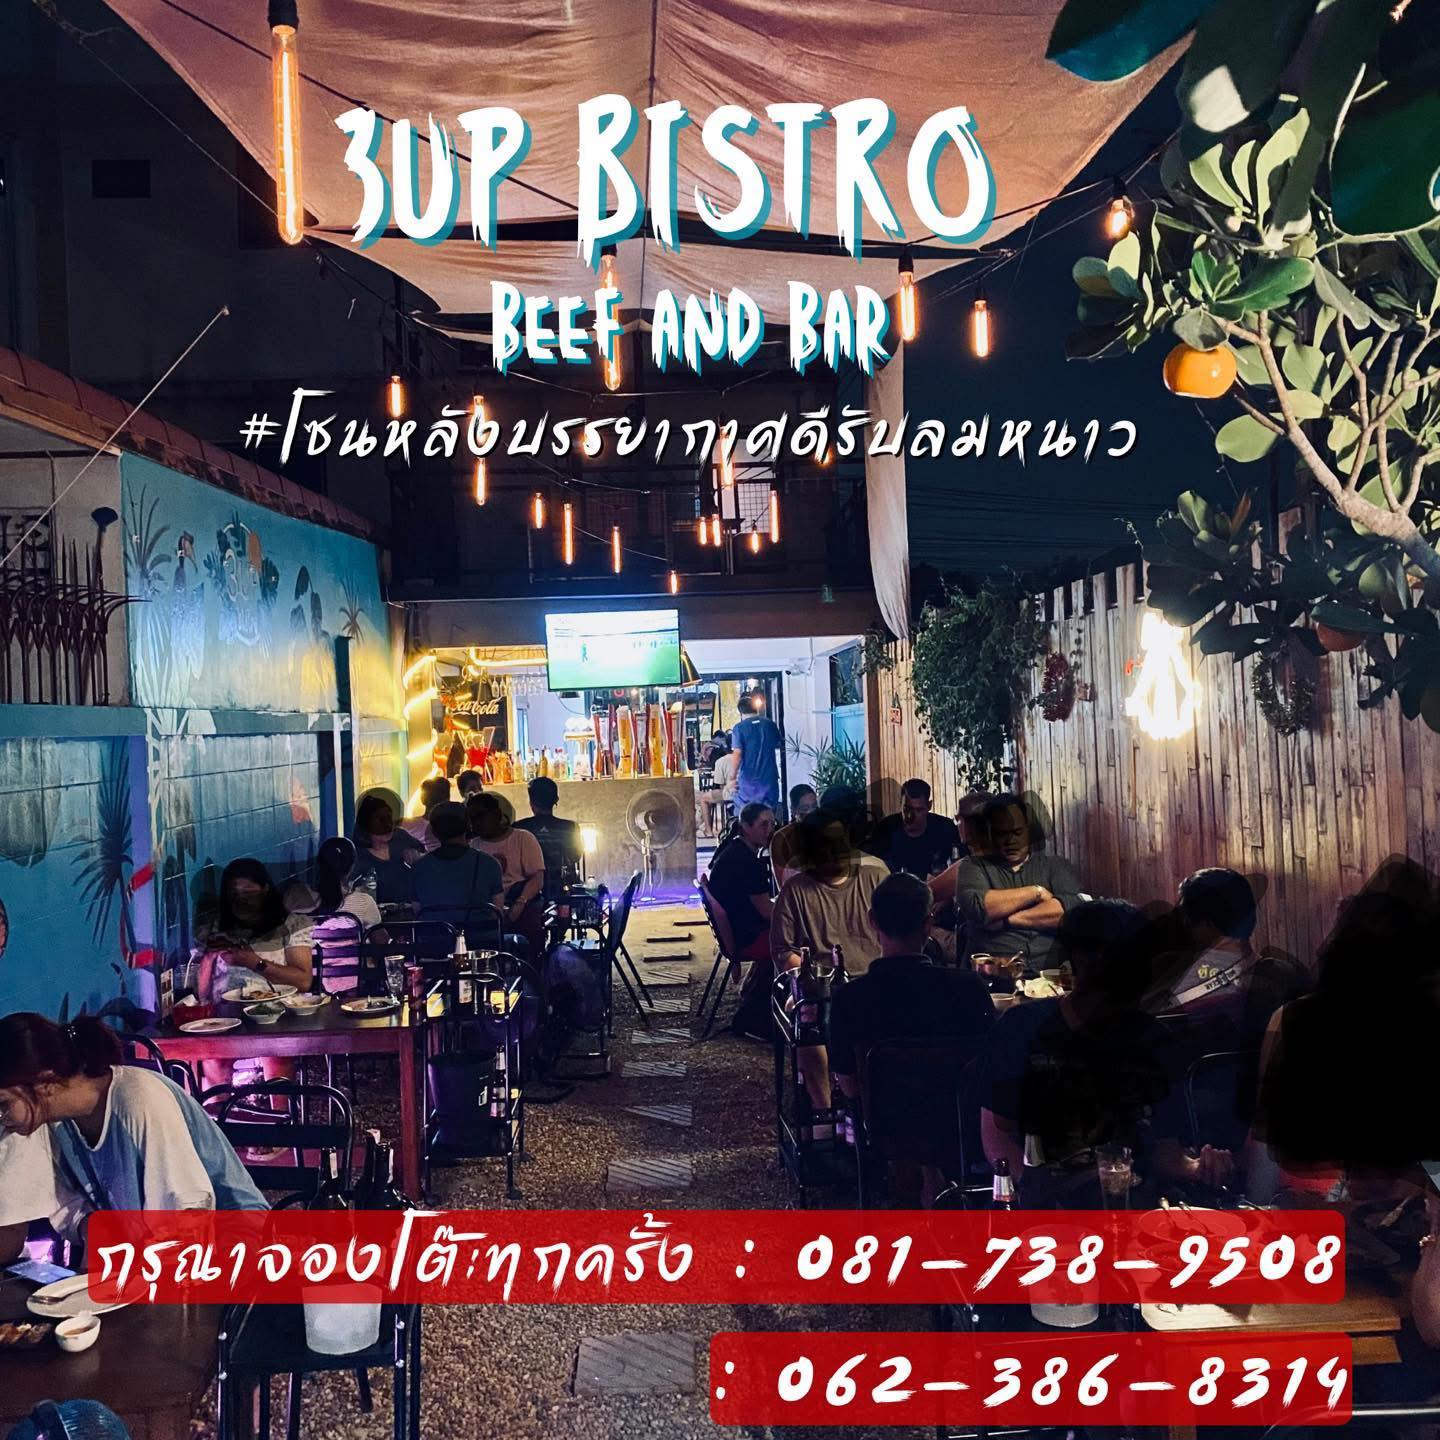 3UP BISTRO
BEEF AND BAR
#โซนหลังบรรยากาศดีรับลมหนาว
Coca-Cola
กรุณาจองโต๊ะทุกครั้ง : 081-738-9508
: 062-386-8314